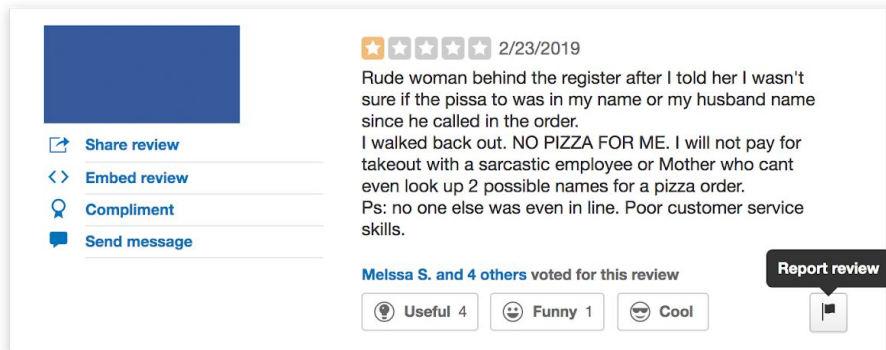 2/23/2019
Rude woman behind the register after I told her I wasn't
sure if the pissa to was in my name or my husband name
since he called in the order.
I walked back out. NO PIZZA FOR ME. I will not pay for
takeout with a sarcastic employee or Mother who cant
even look up 2 possible names for a pizza order.
Ps: no one else was even in line. Poor customer service
skills.
Share review
Embed review
Compliment
Send message
Melssa S. and 4 others voted for this review
Report review
Useful 4
Funny 1
Cool